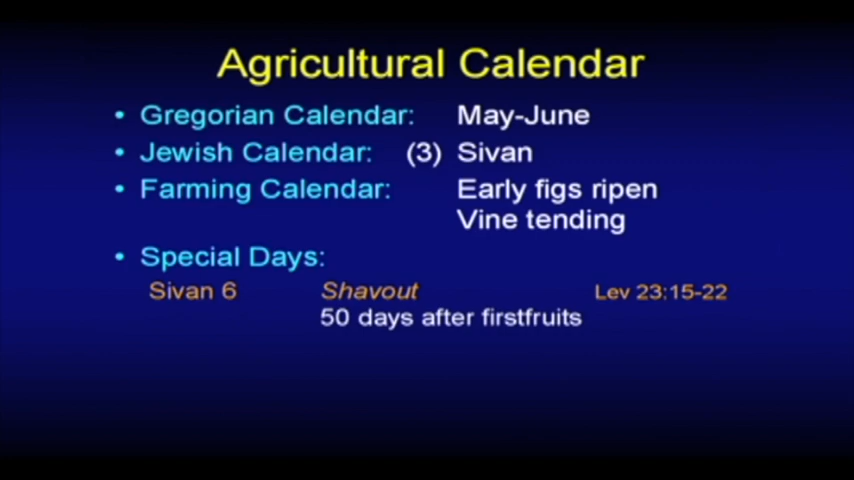 Agricultural Calendar
• Gregorian Calendar: May-June
• Jewish Calendar: (3) Sivan
• Farming Calendar: Early figs ripen
Vine tending
• Special Days:
Sivan 6 Shavout Lev 23:15-22
50 days after firstfruits